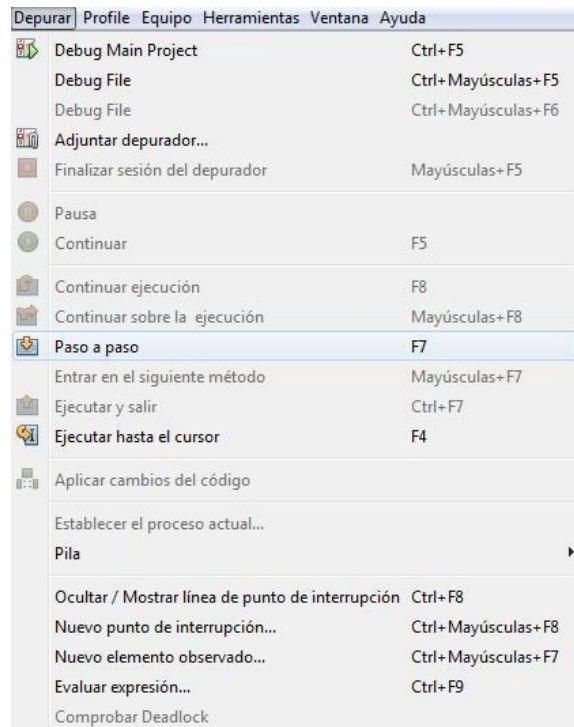 Depurar Profile Equipo Herramientas Ventana Ayuda
Debug Main Project Ctrl+F5
Debug File Ctrl+Mayúsculas+F5
Debug File Ctrl+Mayúsculas+F6
Adjuntar depurador...
Finalizar sesión del depurador Mayúsculas+F5
Pausa
Continuar F5
Continuar ejecución F8
Continuar sobre la ejecución Mayúsculas+F8
Paso a paso F7
Entrar en el siguiente método Mayúsculas+F7
Ejecutar y salir Ctrl+F7
Ejecutar hasta el cursor F4
Aplicar cambios del código
Establecer el proceso actual...
Pila
Ocultar / Mostrar línea de punto de interrupción Ctrl+F8
Nuevo punto de interrupción... Ctrl+Mayúsculas+F8
Nuevo elemento observado... Ctrl+Mayúsculas+F7
Evaluar expresión... Ctrl+F9
Comprobar Deadlock